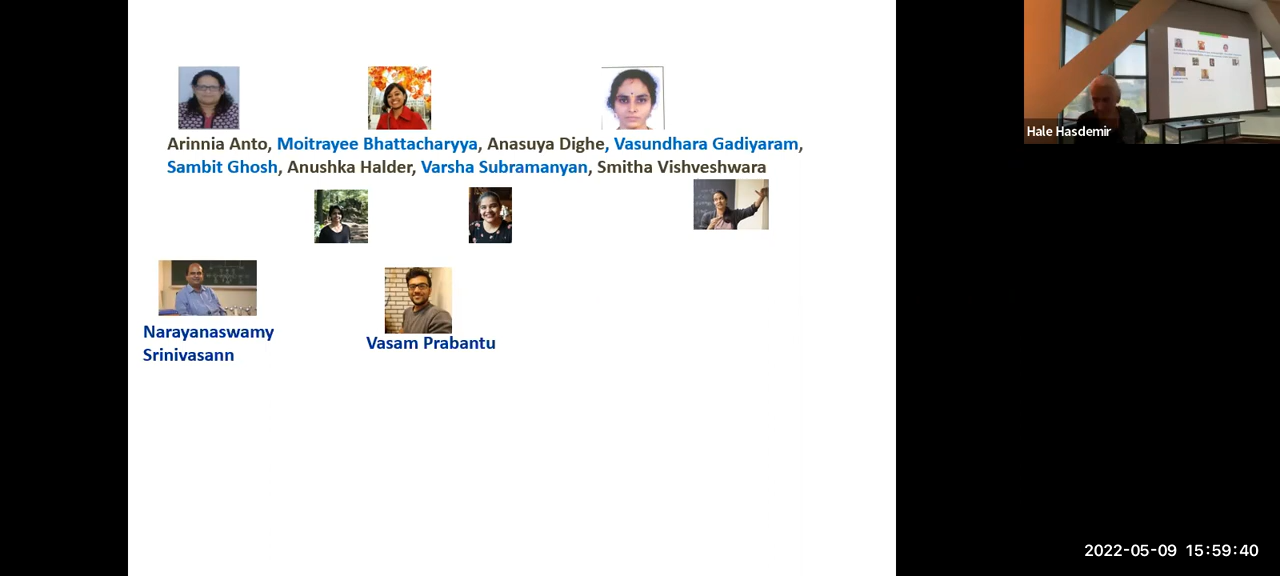 Arinnia Anto, Moitrayee Bhattacharyya, Anasuya Dighe, Vasundhara Gadiyaram,
Sambit Ghosh, Anushka Halder, Varsha Subramanyan, Smitha Vishveshwara
Narayanaswamy
Srinivasann
Vasam Prabantu
Hale Hasdemir
2022-05-09 15:59:40